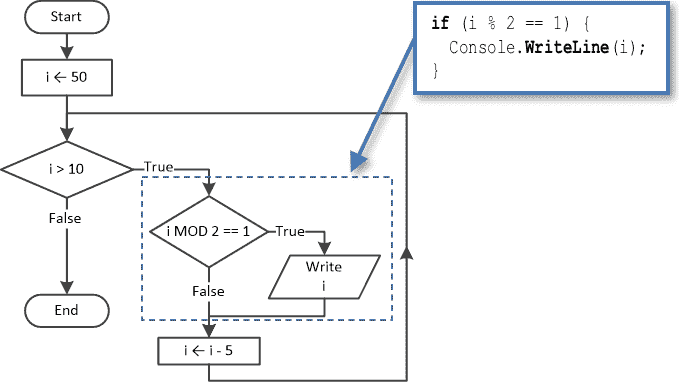 Start
if (i % 2 == 1) {
  Console.WriteLine(i);
}
i ← 50
i > 10
True
False
i MOD 2 == 1
True
Write
i
False
End
i ← i - 5